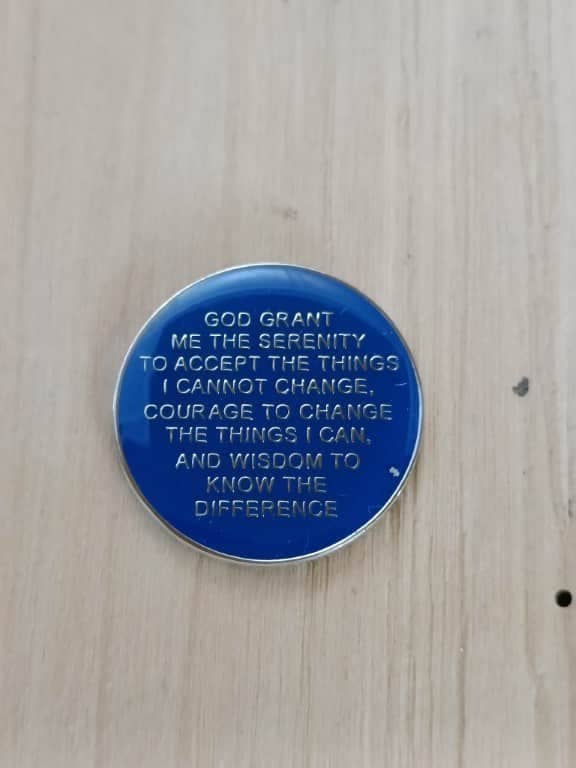 GOD GRANT
ME THE SERENITY
TO ACCEPT THE THINGS
I CANNOT CHANGE,
COURAGE TO CHANGE
THE THINGS I CAN,
AND WISDOM TO
KNOW THE
DIFFERENCE